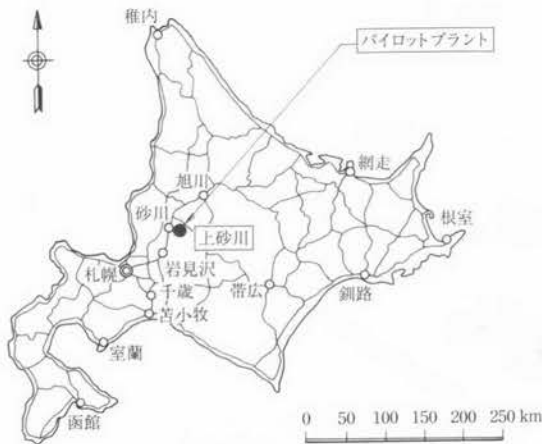 稚内
パイロットプラント
網走
旭川
砂川
上砂川
根室
札幌
岩見沢
帯広
釧路
千歳
苫小牧
室蘭
函館
0 50 100 150 200 250 km